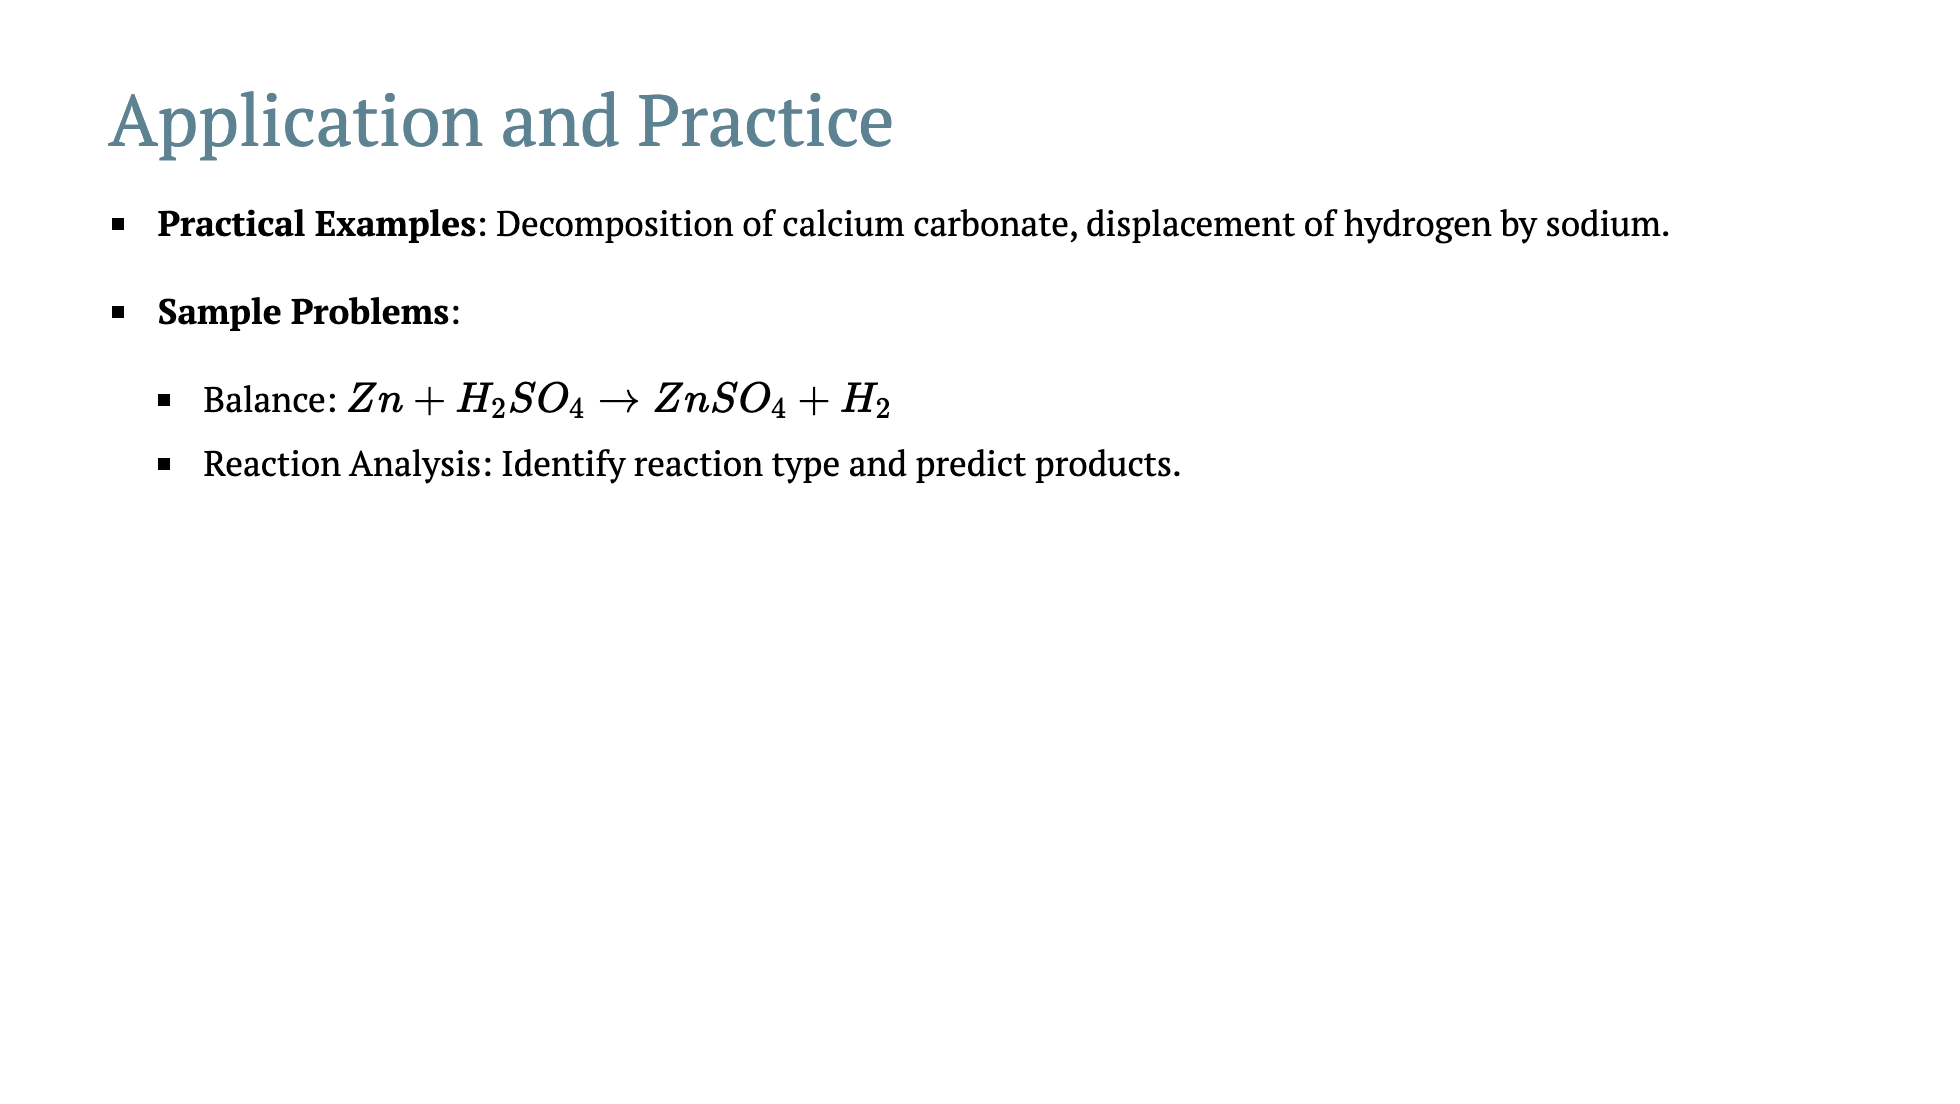 Application and Practice
▪ Practical Examples: Decomposition of calcium carbonate, displacement of hydrogen by sodium.
▪ Sample Problems:
▪ Balance: Zn + H₂SO₄ → ZnSO₄ + H₂
▪ Reaction Analysis: Identify reaction type and predict products.